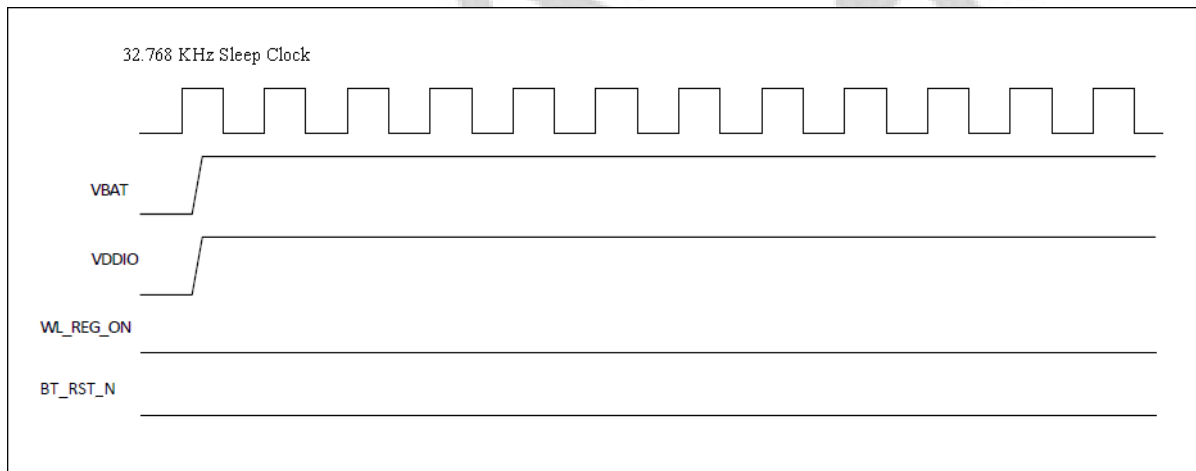 32.768 KHz Sleep Clock
VBAT
VDDIO
WL_REG_ON
BT_RST_N